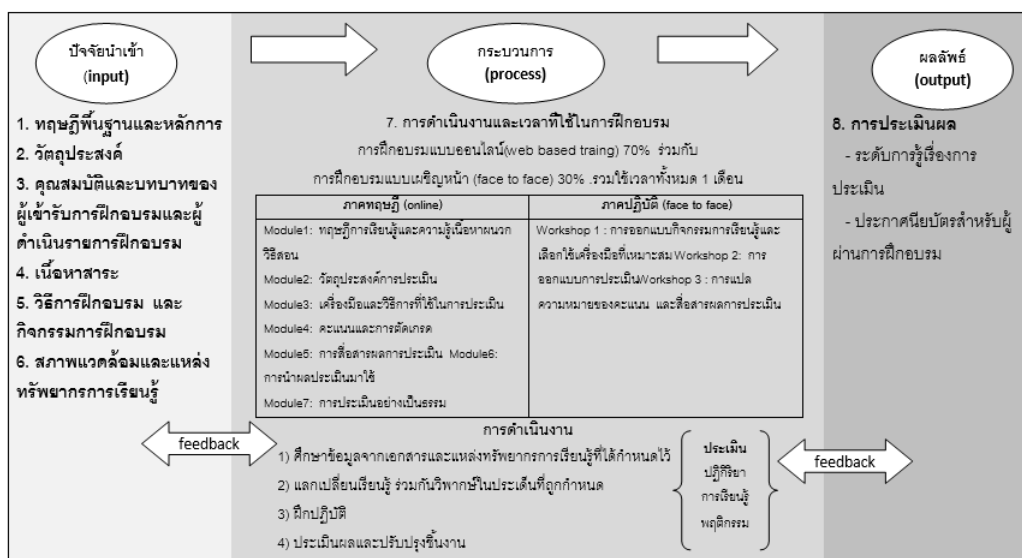 ปัจจัยนำเข้า
(input)
กระบวนการ
(process)
ผลลัพธ์
(output)
1. ทฤษฎีพื้นฐานและหลักการ
2. วัตถุประสงค์
3. คุณสมบัติและบทบาทของ
ผู้เข้ารับการฝึกอบรมและผู้
ดำเนินรายการฝึกอบรม
4. เนื้อหาสาระ
5. วิธีการฝึกอบรม และ
กิจกรรมการฝึกอบรม
6. สภาพแวดล้อมและแหล่ง
ทรัพยากรการเรียนรู้
7. การดำเนินงานและเวลาที่ใช้ในการฝึกอบรม
การฝึกอบรมแบบออนไลน์(web based traing) 70% ร่วมกับ
การฝึกอบรมแบบเผชิญหน้า (face to face) 30% .รวมใช้เวลาทั้งหมด 1 เดือน
ภาคทฤษฎี (online)
Module1: ทฤษฎีการเรียนรู้และความรู้เนื้อหาผนวก
วิธีสอน
Module2: วัตถุประสงค์การประเมิน
Module3: เครื่องมือและวิธีการที่ใช้ในการประเมิน
Module4: คะแนนและการตัดเกรด
Module5: การสื่อสารผลการประเมิน Module6:
การนำผลประเมินมาใช้
Module7: การประเมินอย่างเป็นธรรม
ภาคปฏิบัติ (face to face)
Workshop 1 : การออกแบบกิจกรรมการเรียนรู้และ
เลือกใช้เครื่องมือที่เหมาะสม Workshop 2: การ
ออกแบบการประเมินWorkshop 3 : การแปล
ความหมายของคะแนน และสื่อสารผลการประเมิน
การดำเนินงาน
1) ศึกษาข้อมูลจากเอกสารและแหล่งทรัพยากรการเรียนรู้ที่ได้กำหนดไว้
2) แลกเปลี่ยนเรียนรู้ ร่วมกันวิพากษ์ในประเด็นที่ถูกกำหนด
3) ฝึกปฏิบัติ
4) ประเมินผลและปรับปรุงชิ้นงาน
ประเมิน
ปฏิกิริยา
การเรียนรู้
พฤติกรรม
feedback
feedback
8. การประเมินผล
- ระดับการรู้เรื่องการ
ประเมิน
- ประกาศนียบัตรสำหรับผู้
ผ่านการฝึกอบรม